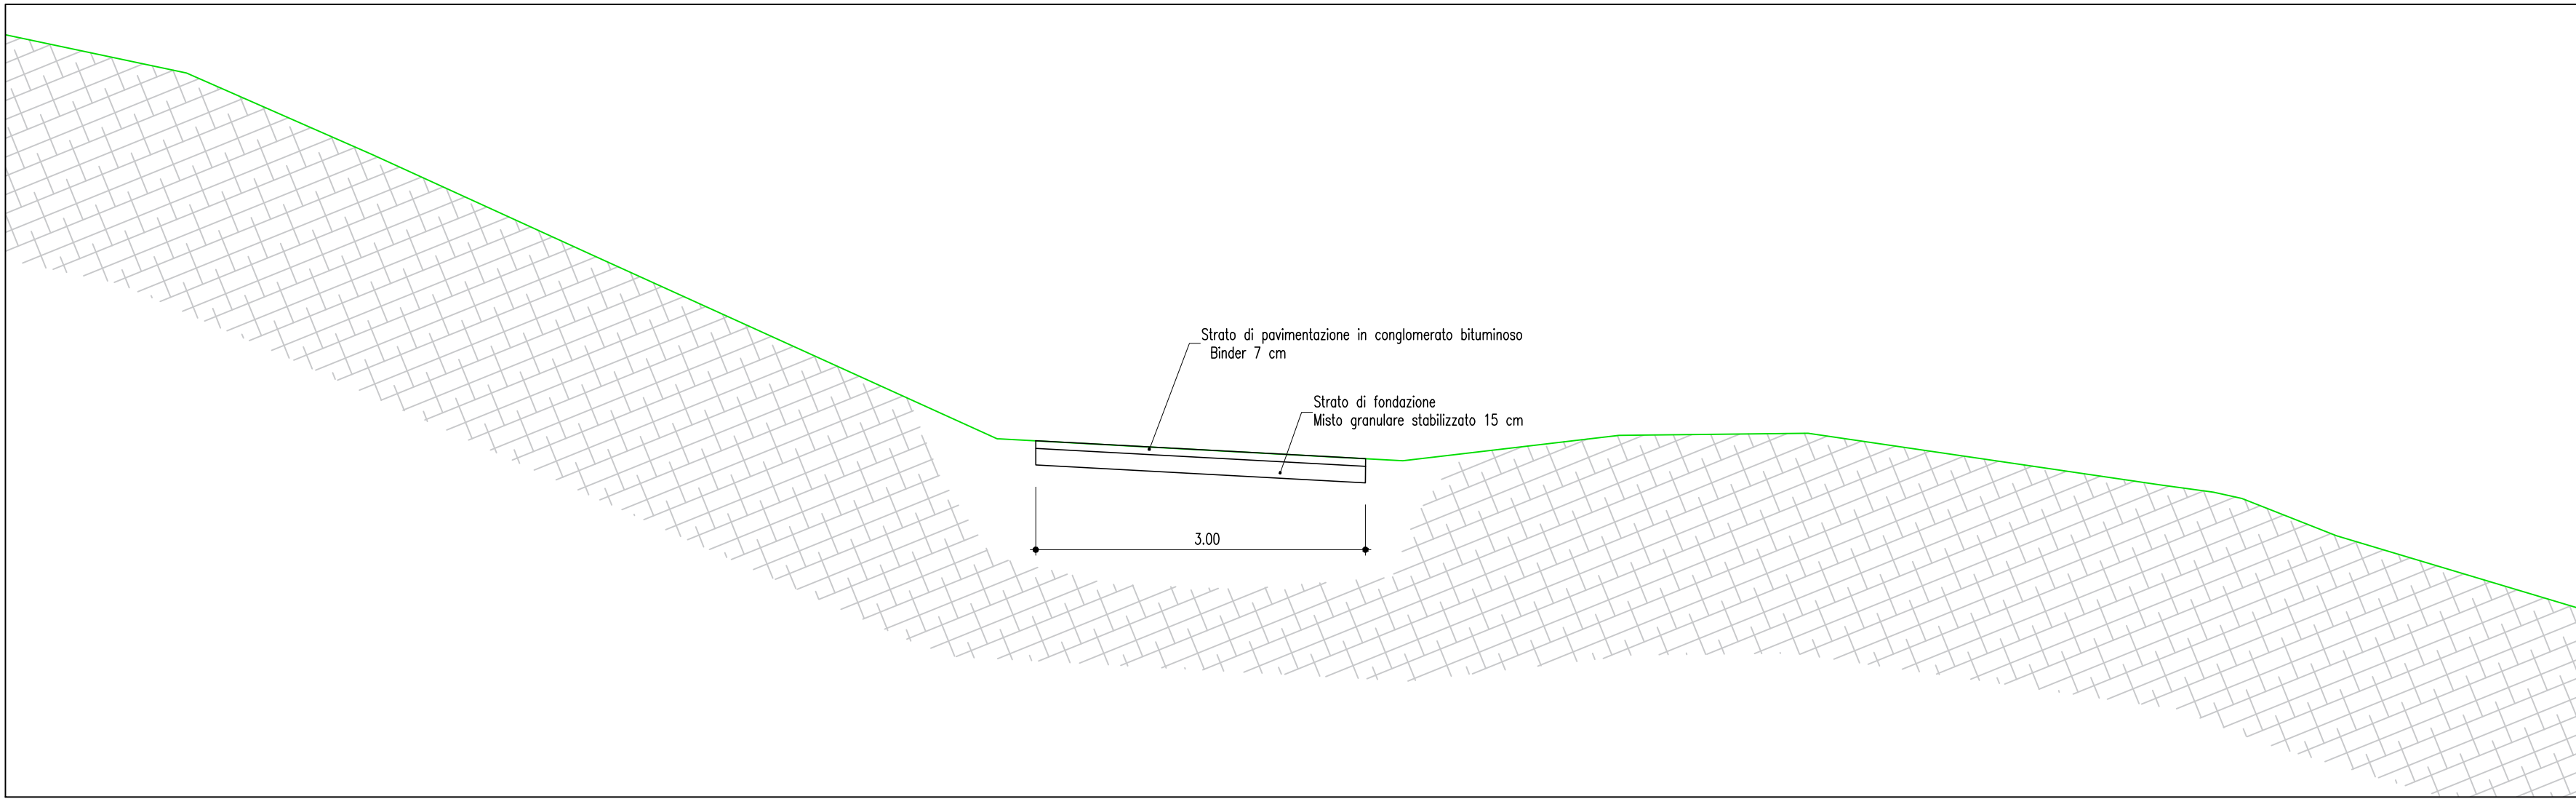 Strato di pavimentazione in conglomerato bituminoso
Binder 7 cm
Strato di fondazione
Misto granulare stabilizzato 15 cm
3.00